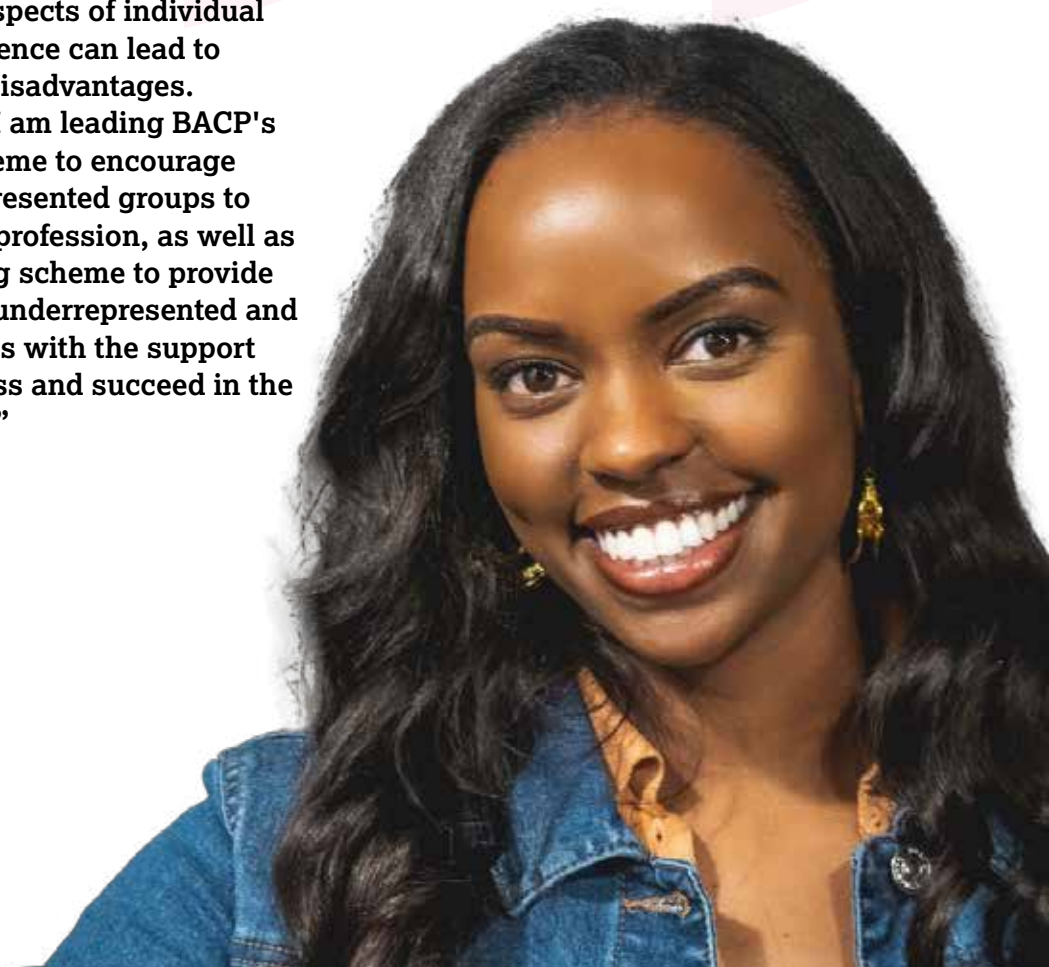 spects of individual
ence can lead to
isadvantages.
am leading BACP's
eme to encourage
resented groups to
profession, as well as
g scheme to provide
underrepresented and
s with the support
ss and succeed in the
”